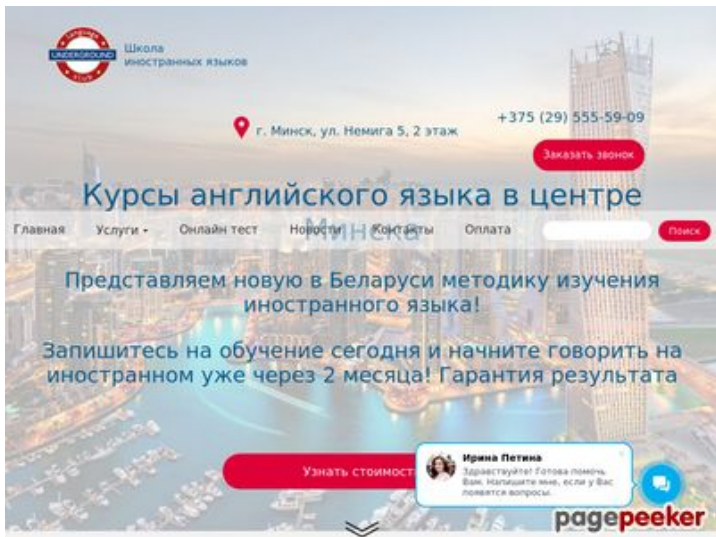 Language
UNDERGROUND
club
Школа
иностранных языков
г. Минск, ул. Немига 5, 2 этаж
+375 (29) 555-59-09
Заказать звонок
Курсы английского языка в центре
Минска
Главная Услуги Онлайн тест Новости Контакты Оплата Поиск
Представляем новую в Беларуси методику изучения
иностранного языка!
Запишитесь на обучение сегодня и начните говорить на
иностранном уже через 2 месяца! Гарантия результата
Узнать стоимост
Ирина Петина
Здравствуйте! Готова помочь
Вам. Напишите мне, если у Вас
появятся вопросы.
pagepeeker